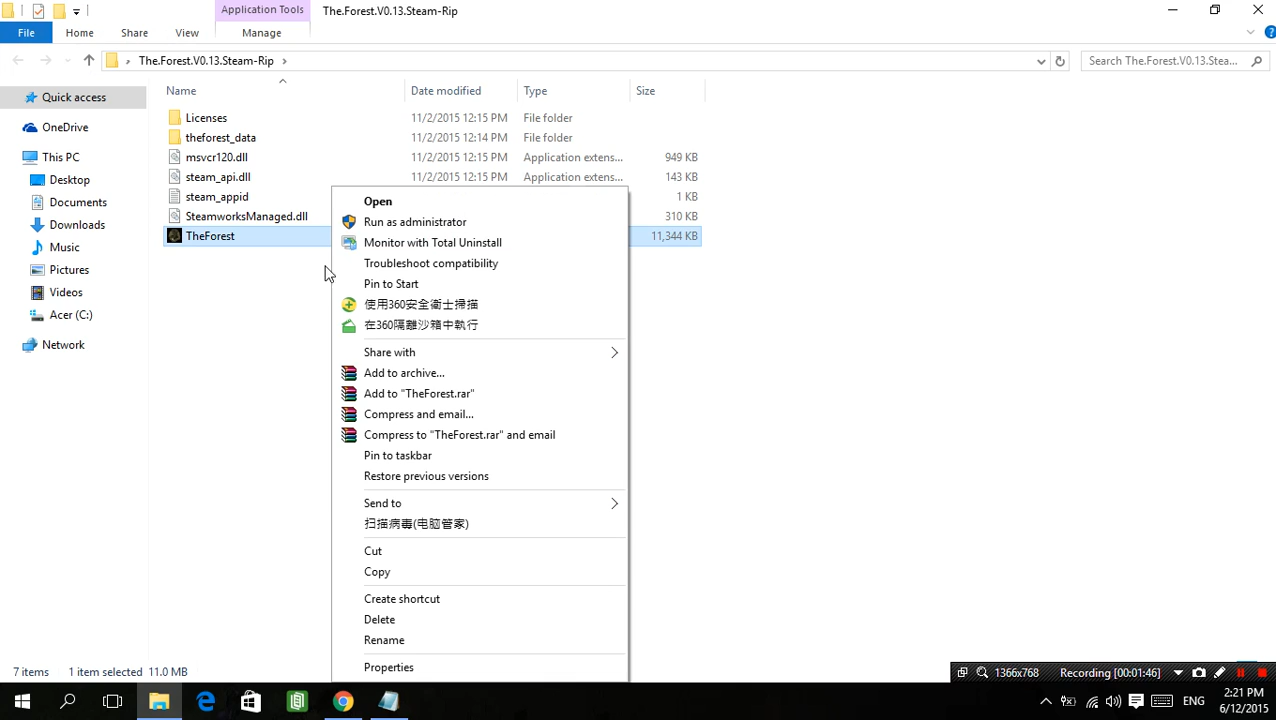 Application Tools
The.Forest.V0.13.Steam-Rip
File
Home
Share
View
Manage
The.Forest.V0.13.Steam-Rip
Search The.Forest.V0.13.Stea...
Name
Date modified
Type
Size
Quick access
OneDrive
This PC
Desktop
Documents
Downloads
Music
Pictures
Videos
Acer (C:)
Network
Licenses 11/2/2015 12:15 PM File folder
theforest_data 11/2/2015 12:14 PM File folder
msvcr120.dll 11/2/2015 12:15 PM Application extens... 949 KB
steam_api.dll 11/2/2015 12:15 PM Application extens... 143 KB
steam_appid 1 KB
SteamworksManaged.dll 310 KB
TheForest 11,344 KB
Open
Run as administrator
Monitor with Total Uninstall
Troubleshoot compatibility
Pin to Start
使用360安全衛士掃描
在360隔離沙箱中執行
Share with
Add to archive...
Add to "TheForest.rar"
Compress and email...
Compress to "TheForest.rar" and email
Pin to taskbar
Restore previous versions
Send to
扫描病毒(电脑管家)
Cut
Copy
Create shortcut
Delete
Rename
Properties
7 items 1 item selected 11.0 MB
1366x768 Recording [00:01:46]
ENG
2:21 PM
6/12/2015